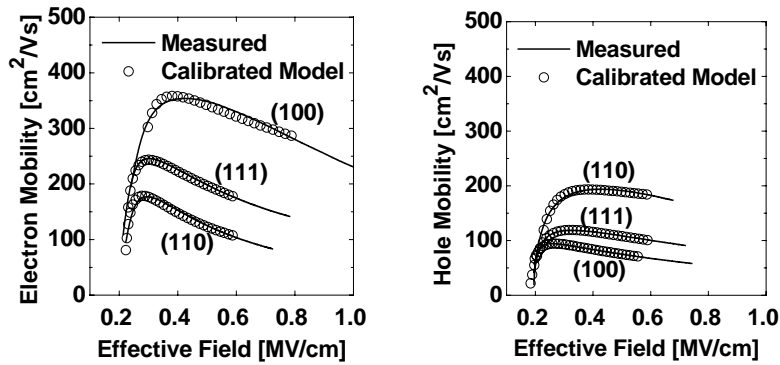 Electron Mobility [cm²/Vs]
500
400
300
200
100
0
Measured
Calibrated Model
(100)
(111)
(110)
0.2 0.4 0.6 0.8 1.0
Effective Field [MV/cm]
Hole Mobility [cm²/Vs]
500
400
300
200
100
0
Measured
Calibrated Model
(110)
(111)
(100)
0.2 0.4 0.6 0.8 1.0
Effective Field [MV/cm]